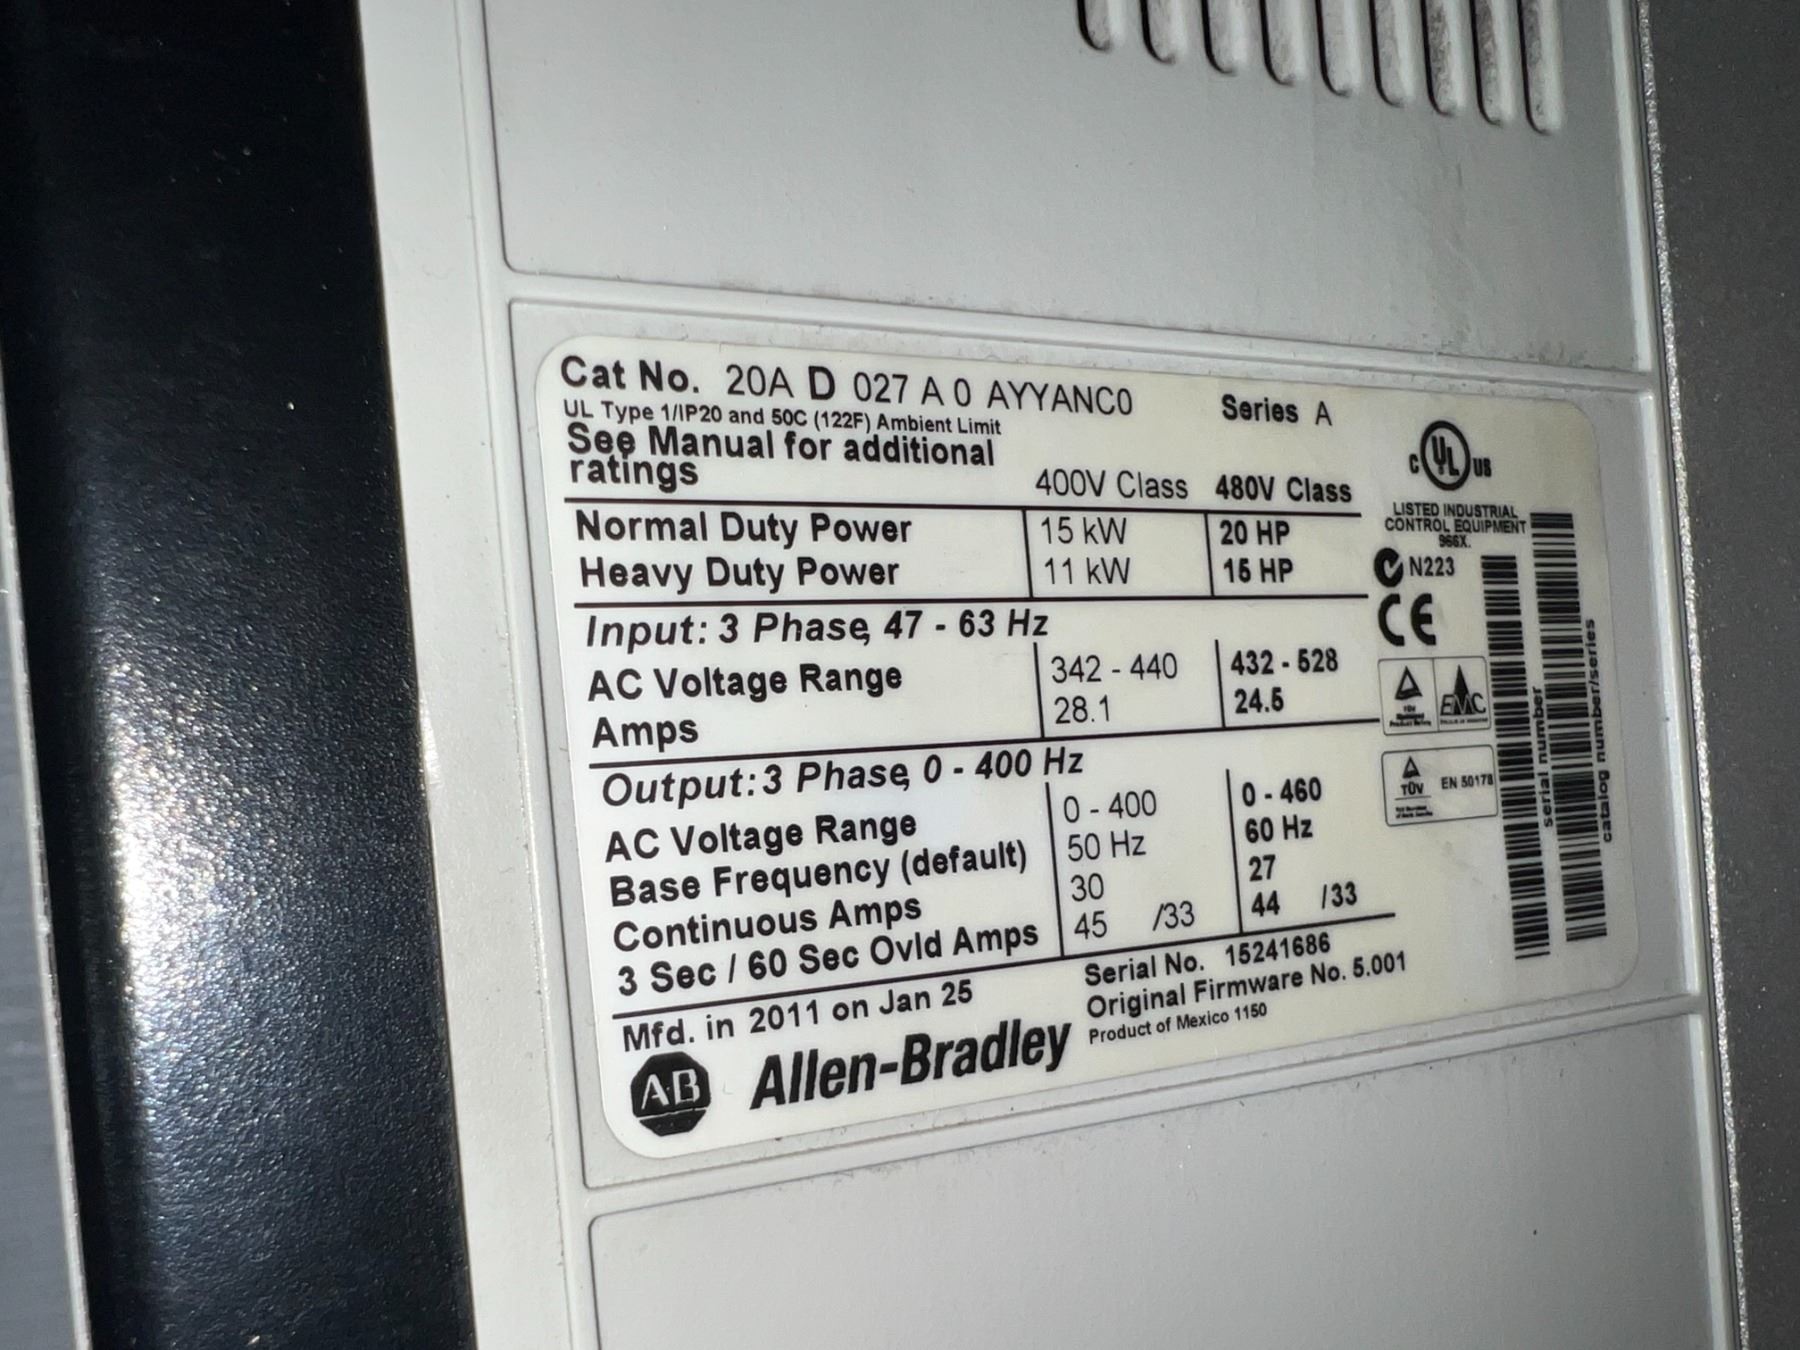 Cat No. 20A D 027 A 0 AYYANC0 Series A
UL Type 1/IP20 and 50C (122F) Ambient Limit
See Manual for additional
ratings
400V Class 480V Class
Normal Duty Power 15 kW 20 HP
Heavy Duty Power 11 kW 15 HP
Input: 3 Phase, 47 - 63 Hz
AC Voltage Range 342 - 440 432 - 528
Amps 28.1 24.5
Output: 3 Phase, 0 - 400 Hz
AC Voltage Range 0 - 400 0 - 460
Base Frequency (default) 50 Hz 60 Hz
Continuous Amps 30 27
3 Sec / 60 Sec Ovld Amps 45 /33 44 /33
Mfd. in 2011 on Jan 25
Serial No. 15241686
Original Firmware No. 5.001
Product of Mexico 1150
A-B Allen-Bradley
C UL US
LISTED INDUSTRIAL
CONTROL EQUIPMENT
966X.
N223
CE
EMC
TÜV
EN 50178
serial number
catalog number/series